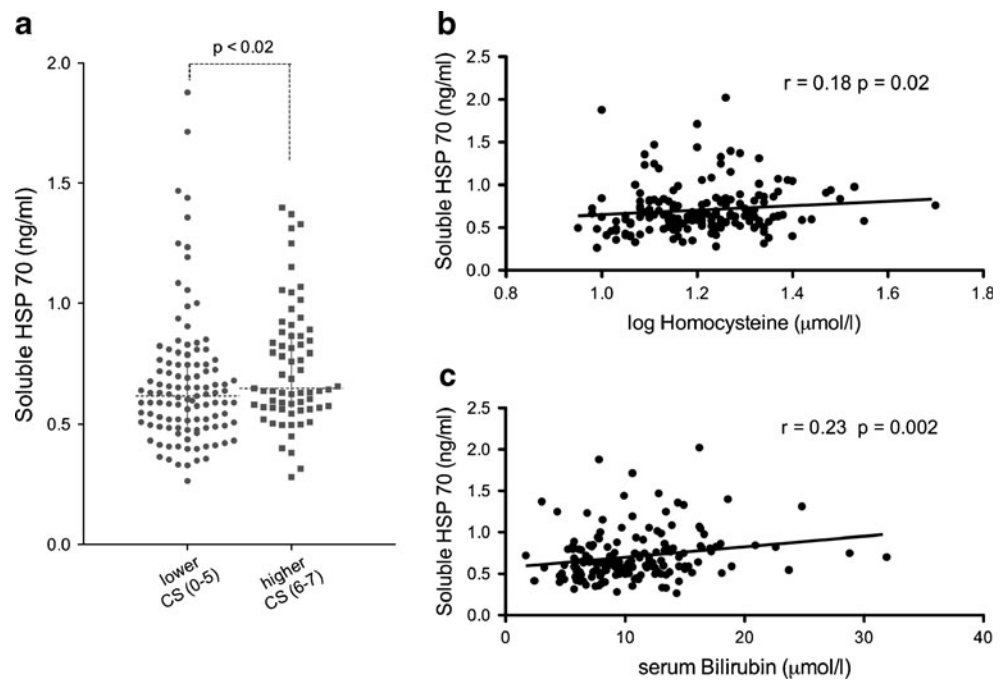 a
p < 0.02
Soluble HSP 70 (ng/ml)
2.0
1.5
1.0
0.5
0.0
lower
CS (0-5)
higher
CS (6-7)
b
Soluble HSP 70 (ng/ml)
2.5
2.0
1.5
1.0
0.5
0.0
r = 0.18 p = 0.02
0.8 1.0 1.2 1.4 1.6 1.8
log Homocysteine (μmol/l)
c
Soluble HSP 70 (ng/ml)
2.5
2.0
1.5
1.0
0.5
0.0
r = 0.23 p = 0.002
0 10 20 30 40
serum Bilirubin (μmol/l)